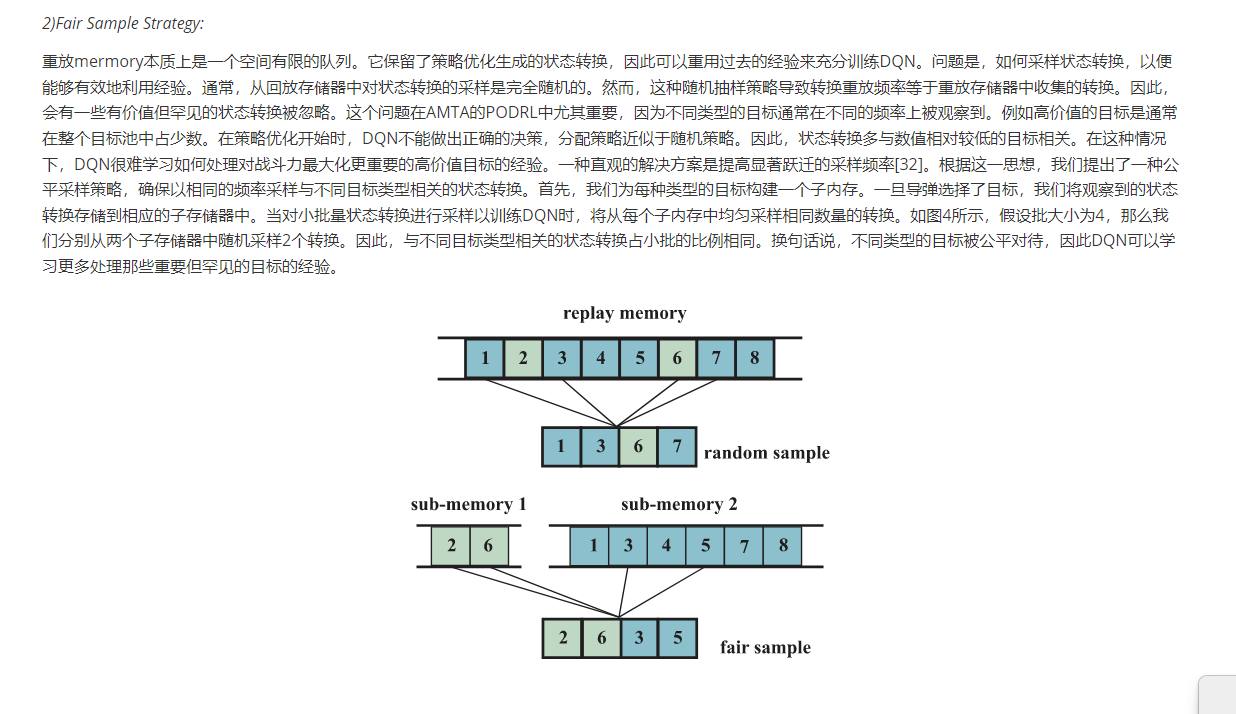 2)Fair Sample Strategy:
重放mermory本质上是一个空间有限的队列。它保留了策略优化生成的状态转换，因此可以重用过去的经验来充分训练DQN。问题是，如何采样状态转换，以便
能够有效地利用经验。通常，从回放存储器中对状态转换的采样是完全随机的。然而，这种随机抽样策略导致转换重放频率等于重放存储器中收集的转换。因此，
会有一些有价值但罕见的状态转换被忽略。这个问题在AMTA的PODRL中尤其重要，因为不同类型的目标通常在不同的频率上被观察到。例如高价值的目标是通常
在整个目标池中占少数。在策略优化开始时，DQN不能做出正确的决策，分配策略近似于随机策略。因此，状态转换多与数值相对较低的目标相关。在这种情况
下，DQN很难学习如何处理对战斗力最大化更重要的高价值目标的经验。一种直观的解决方案是提高显著跃迁的采样频率[32]。根据这一思想，我们提出了一种公
平采样策略，确保以相同的频率采样与不同目标类型相关的状态转换。首先，我们为每种类型的目标构建一个子内存。一旦导弹选择了目标，我们将观察到的状态
转换存储到相应的子存储器中。当对小批量状态转换进行采样以训练DQN时，将从每个子内存中均匀采样相同数量的转换。如图4所示，假设批大小为4，那么我
们分别从两个子存储器中随机采样2个转换。因此，与不同目标类型相关的状态转换占小批的比例相同。换句话说，不同类型的目标被公平对待，因此DQN可以学
习更多处理那些重要但罕见的目标的经验。
replay memory
1 2 3 4 5 6 7 8
1 3 6 7 random sample
sub-memory 1 sub-memory 2
2 6 1 3 4 5 7 8
2 6 3 5 fair sample